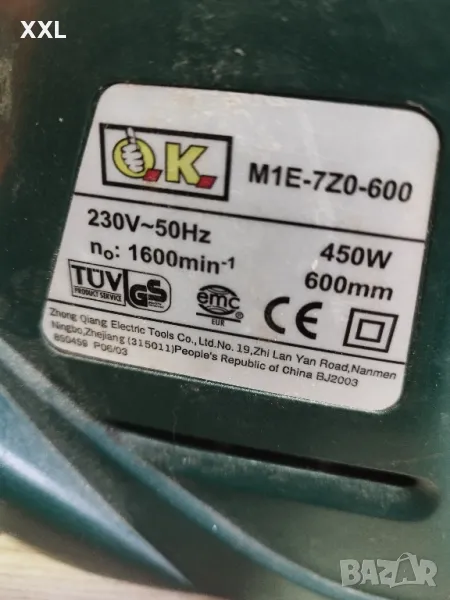 XXL
O.K.
M1E-7Z0-600
230V~50Hz 450W
n₀: 1600min⁻¹ 600mm
TÜV PRODUCT SERVICE GS emc EUR CE
Zhong Qiang Electric Tools Co.,Ltd.No.19,Zhi Lan Yan Road,Nanmen
Ningbo,Zhejiang (315011)People's Republic of China BJ2003
850459 P06/03
BAZAR